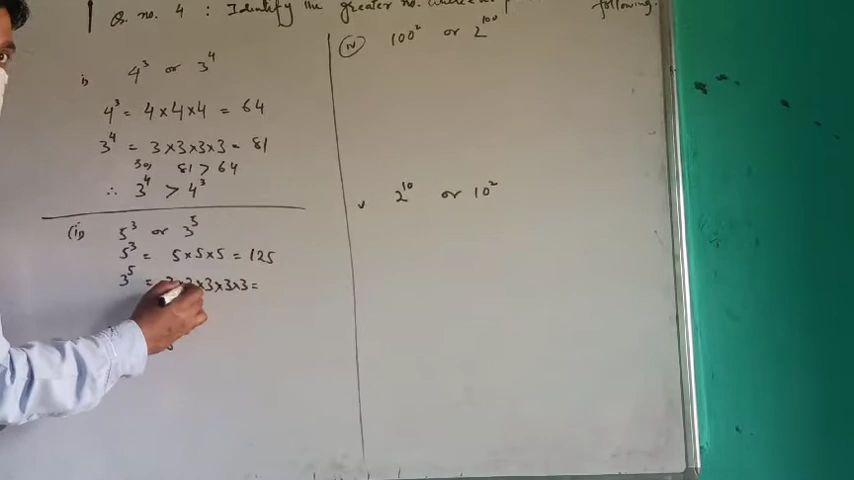 Q. no. 4 : Identify the greater no. following.
i) 4³ or 3⁴
4³ = 4×4×4 = 64
3⁴ = 3×3×3×3 = 81
So, 81 > 64
∴ 3⁴ > 4³
(ii) 5³ or 3⁵
5³ = 5×5×5 = 125
3⁵ = 3×3×3×3×3 =
(iv) 100² or 2¹⁰⁰
v 2¹⁰ or 10²